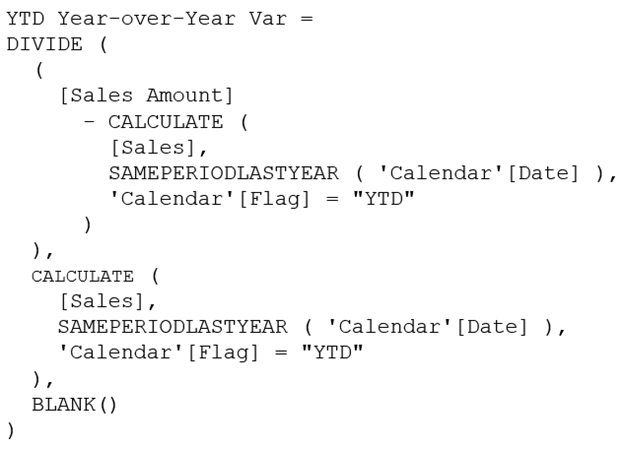 YTD Year-over-Year Var =
DIVIDE (
  (
    [Sales Amount]
      - CALCULATE (
        [Sales],
        SAMEPERIODLASTYEAR ( 'Calendar'[Date] ),
        'Calendar'[Flag] = "YTD"
      )
  ),
  CALCULATE (
    [Sales],
    SAMEPERIODLASTYEAR ( 'Calendar'[Date] ),
    'Calendar'[Flag] = "YTD"
  ),
  BLANK()
)